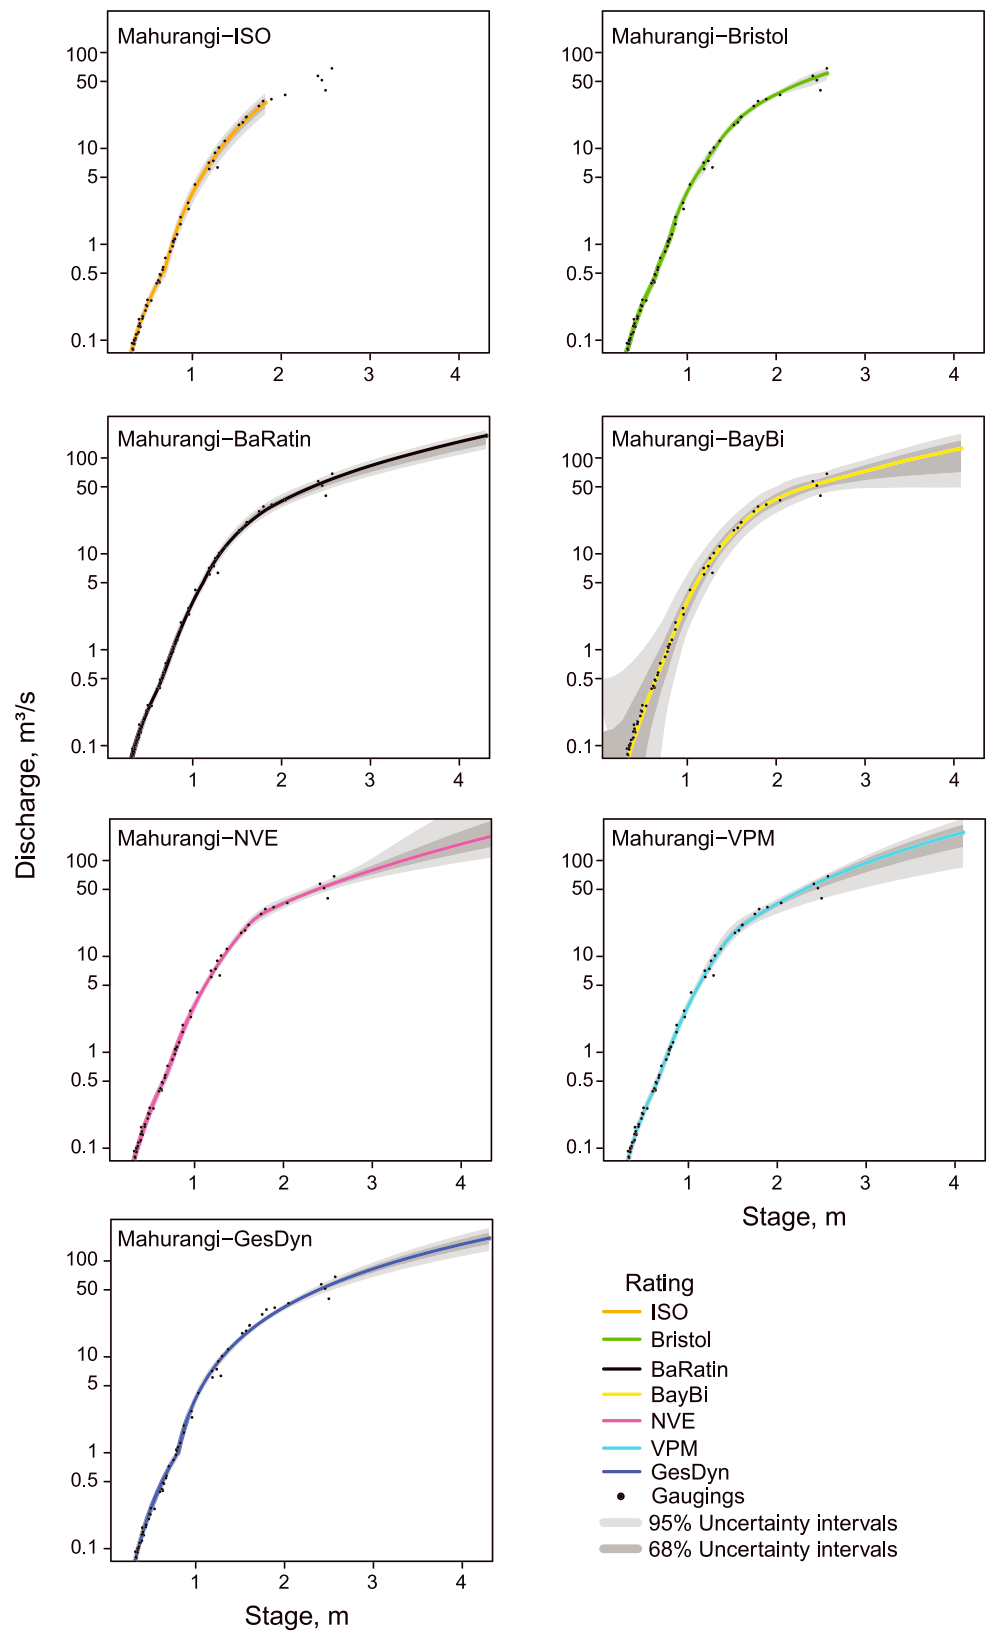 Mahurangi−ISO
100
50
10
5
1
0.5
0.1
1 2 3 4
Mahurangi−Bristol
100
50
10
5
1
0.5
0.1
1 2 3 4
Mahurangi−BaRatin
100
50
10
5
1
0.5
0.1
1 2 3 4
Mahurangi−BayBi
100
50
10
5
1
0.5
0.1
1 2 3 4
Discharge, m³/s
Mahurangi−NVE
100
50
10
5
1
0.5
0.1
1 2 3 4
Mahurangi−VPM
100
50
10
5
1
0.5
0.1
1 2 3 4
Stage, m
Mahurangi−GesDyn
100
50
10
5
1
0.5
0.1
1 2 3 4
Stage, m
Rating
ISO
Bristol
BaRatin
BayBi
NVE
VPM
GesDyn
Gaugings
95% Uncertainty intervals
68% Uncertainty intervals